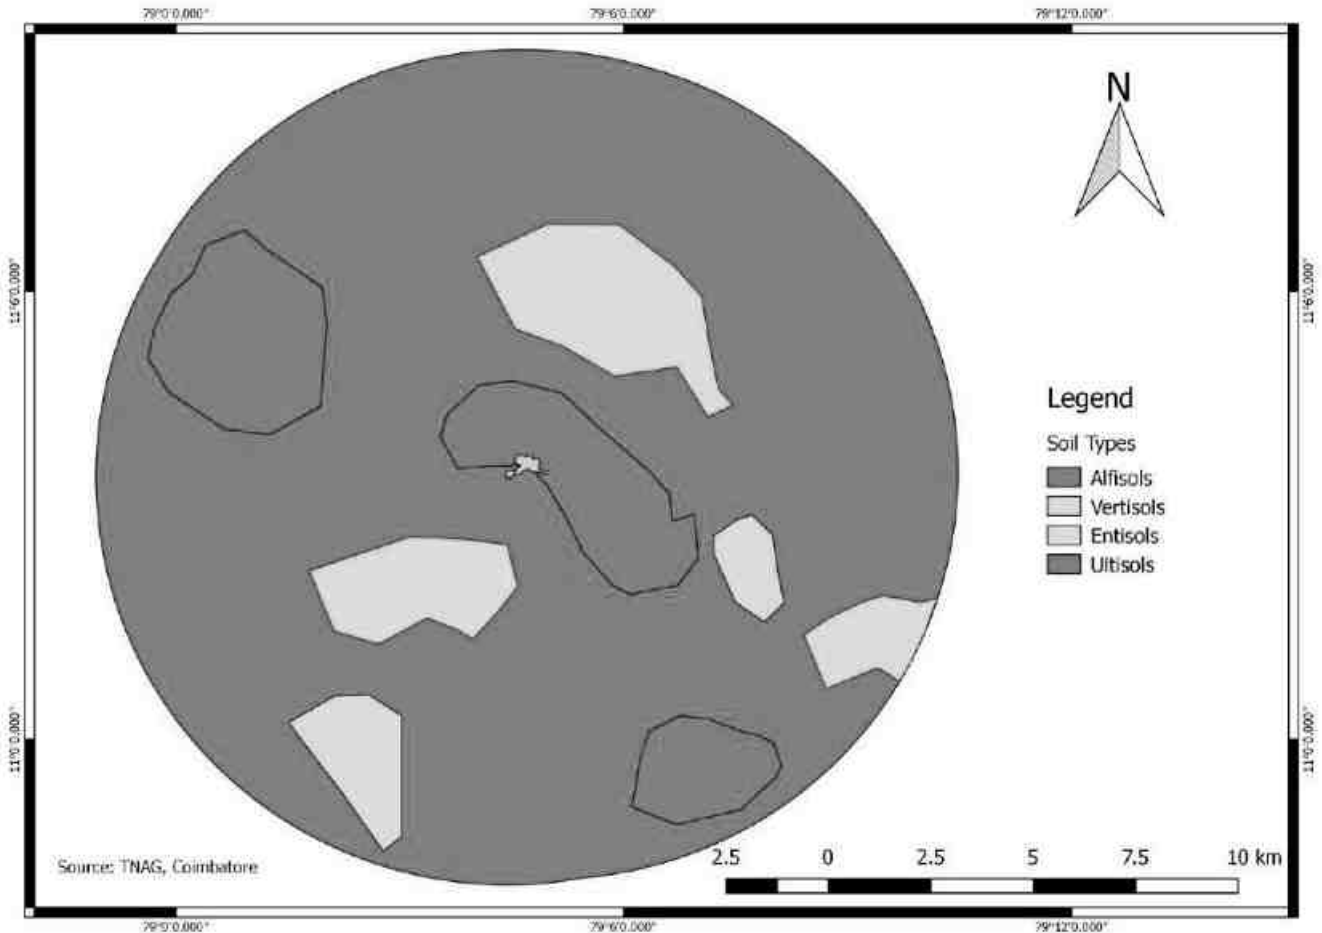 79°0'0.000" 79°6'0.000" 79°12'0.000"
N
11°6'0.000" 11°6'0.000"
Legend
Soil Types
Alfisols
Vertisols
Entisols
Ultisols
11°0'0.000" 11°0'0.000"
2.5 0 2.5 5 7.5 10 km
Source: TNAG, Coimbatore
79°0'0.000" 79°6'0.000" 79°12'0.000"